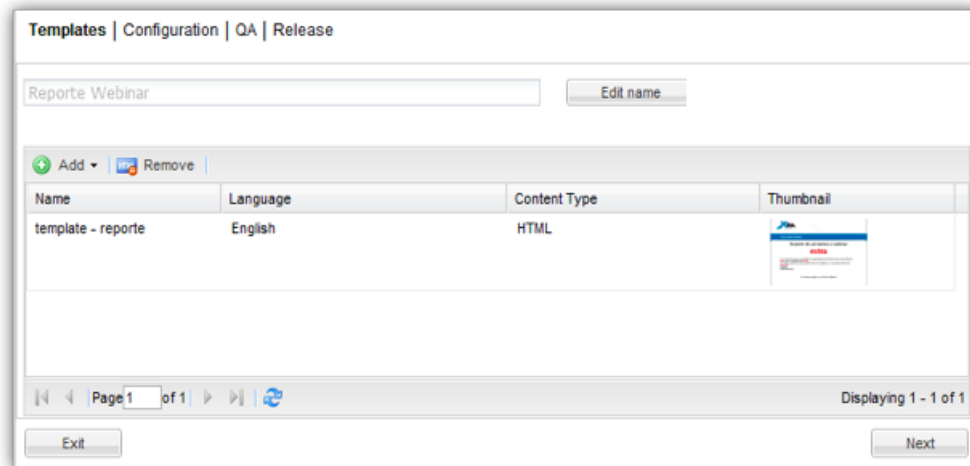 Templates | Configuration | QA | Release
Reporte Webinar
Edit name
Add Remove
Name Language Content Type Thumbnail
template - reporte English HTML
extra
Page 1 of 1 Displaying 1 - 1 of 1
Exit Next